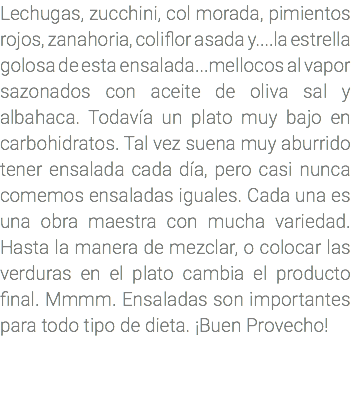 Lechugas, zucchini, col morada, pimientos
rojos, zanahoria, coliflor asada y....la estrella
golosa de esta ensalada...mellocos al vapor
sazonados con aceite de oliva sal y
albahaca. Todavía un plato muy bajo en
carbohidratos. Tal vez suena muy aburrido
tener ensalada cada día, pero casi nunca
comemos ensaladas iguales. Cada una es
una obra maestra con mucha variedad.
Hasta la manera de mezclar, o colocar las
verduras en el plato cambia el producto
final. Mmmm. Ensaladas son importantes
para todo tipo de dieta. ¡Buen Provecho!